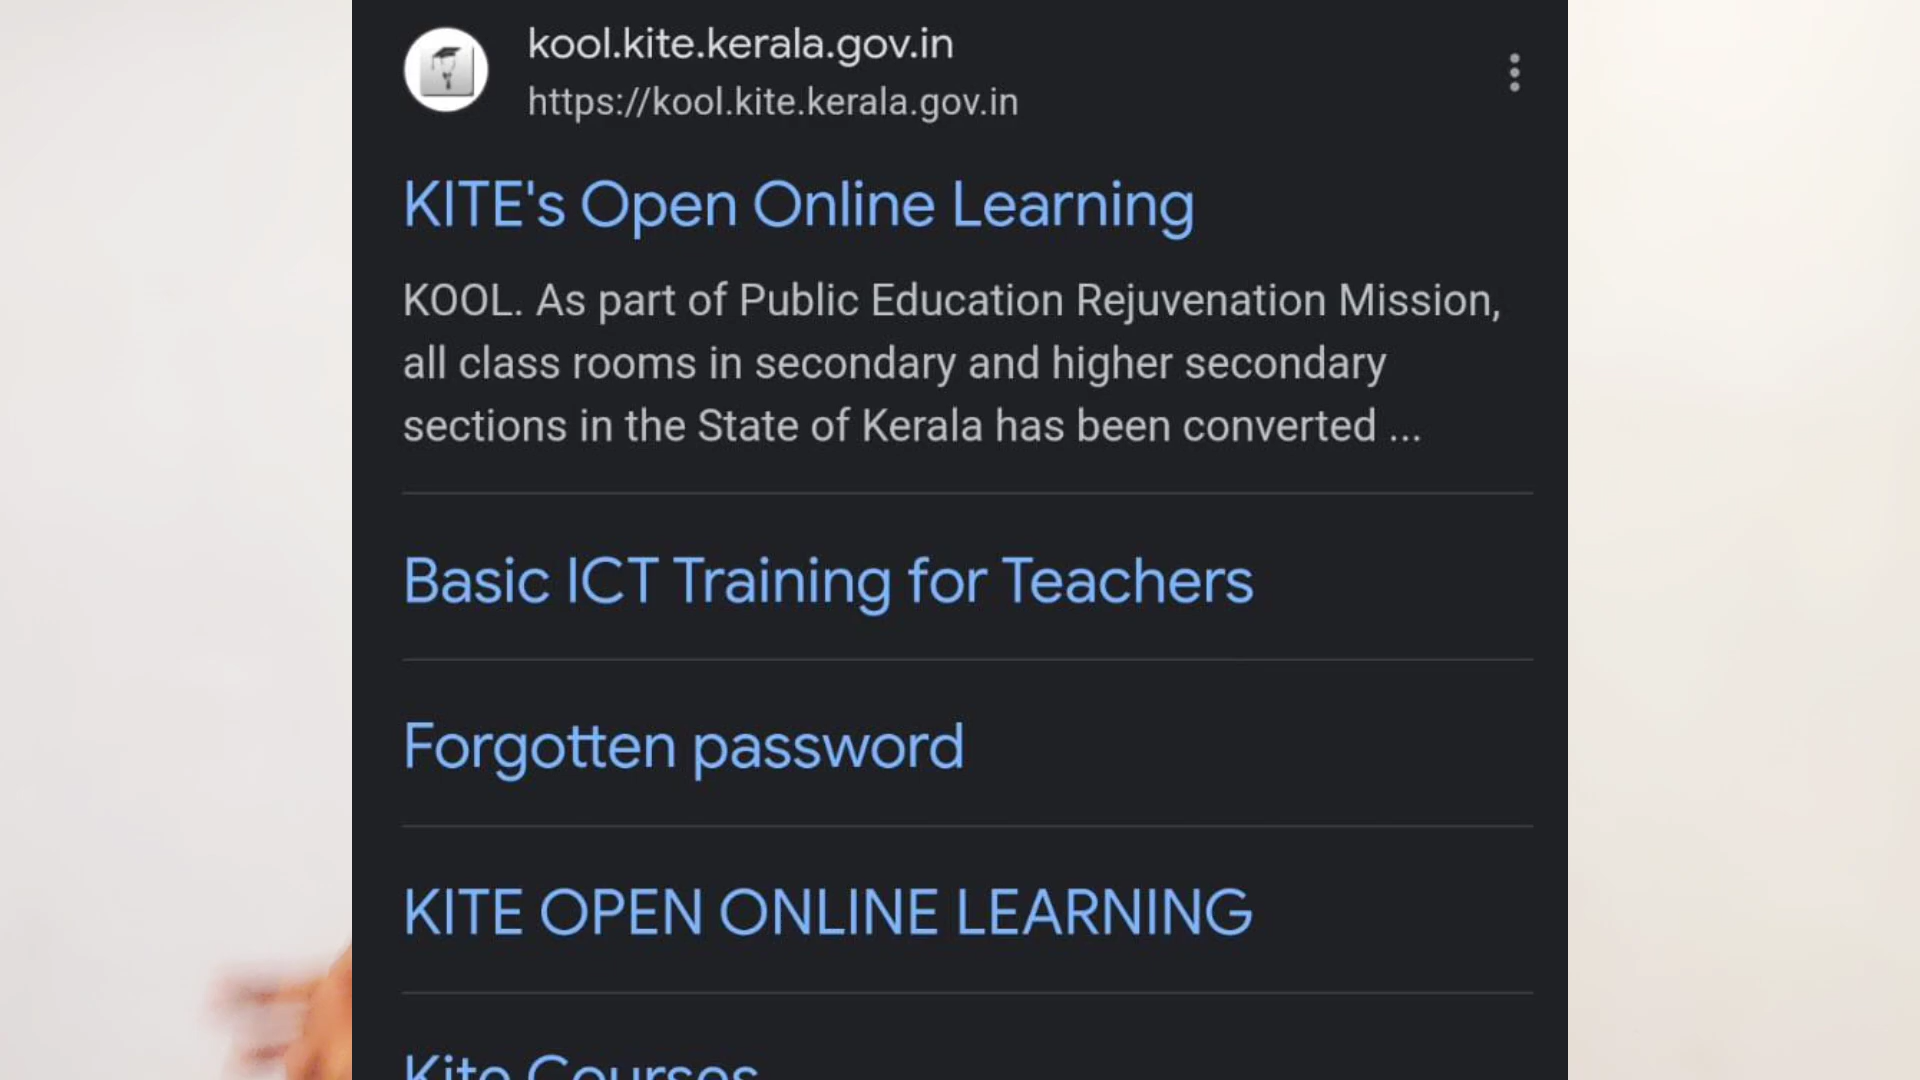 kool.kite.kerala.gov.in
https://kool.kite.kerala.gov.in
KITE's Open Online Learning
KOOL. As part of Public Education Rejuvenation Mission,
all class rooms in secondary and higher secondary
sections in the State of Kerala has been converted ...
Basic ICT Training for Teachers
Forgotten password
KITE OPEN ONLINE LEARNING
Kite Courses